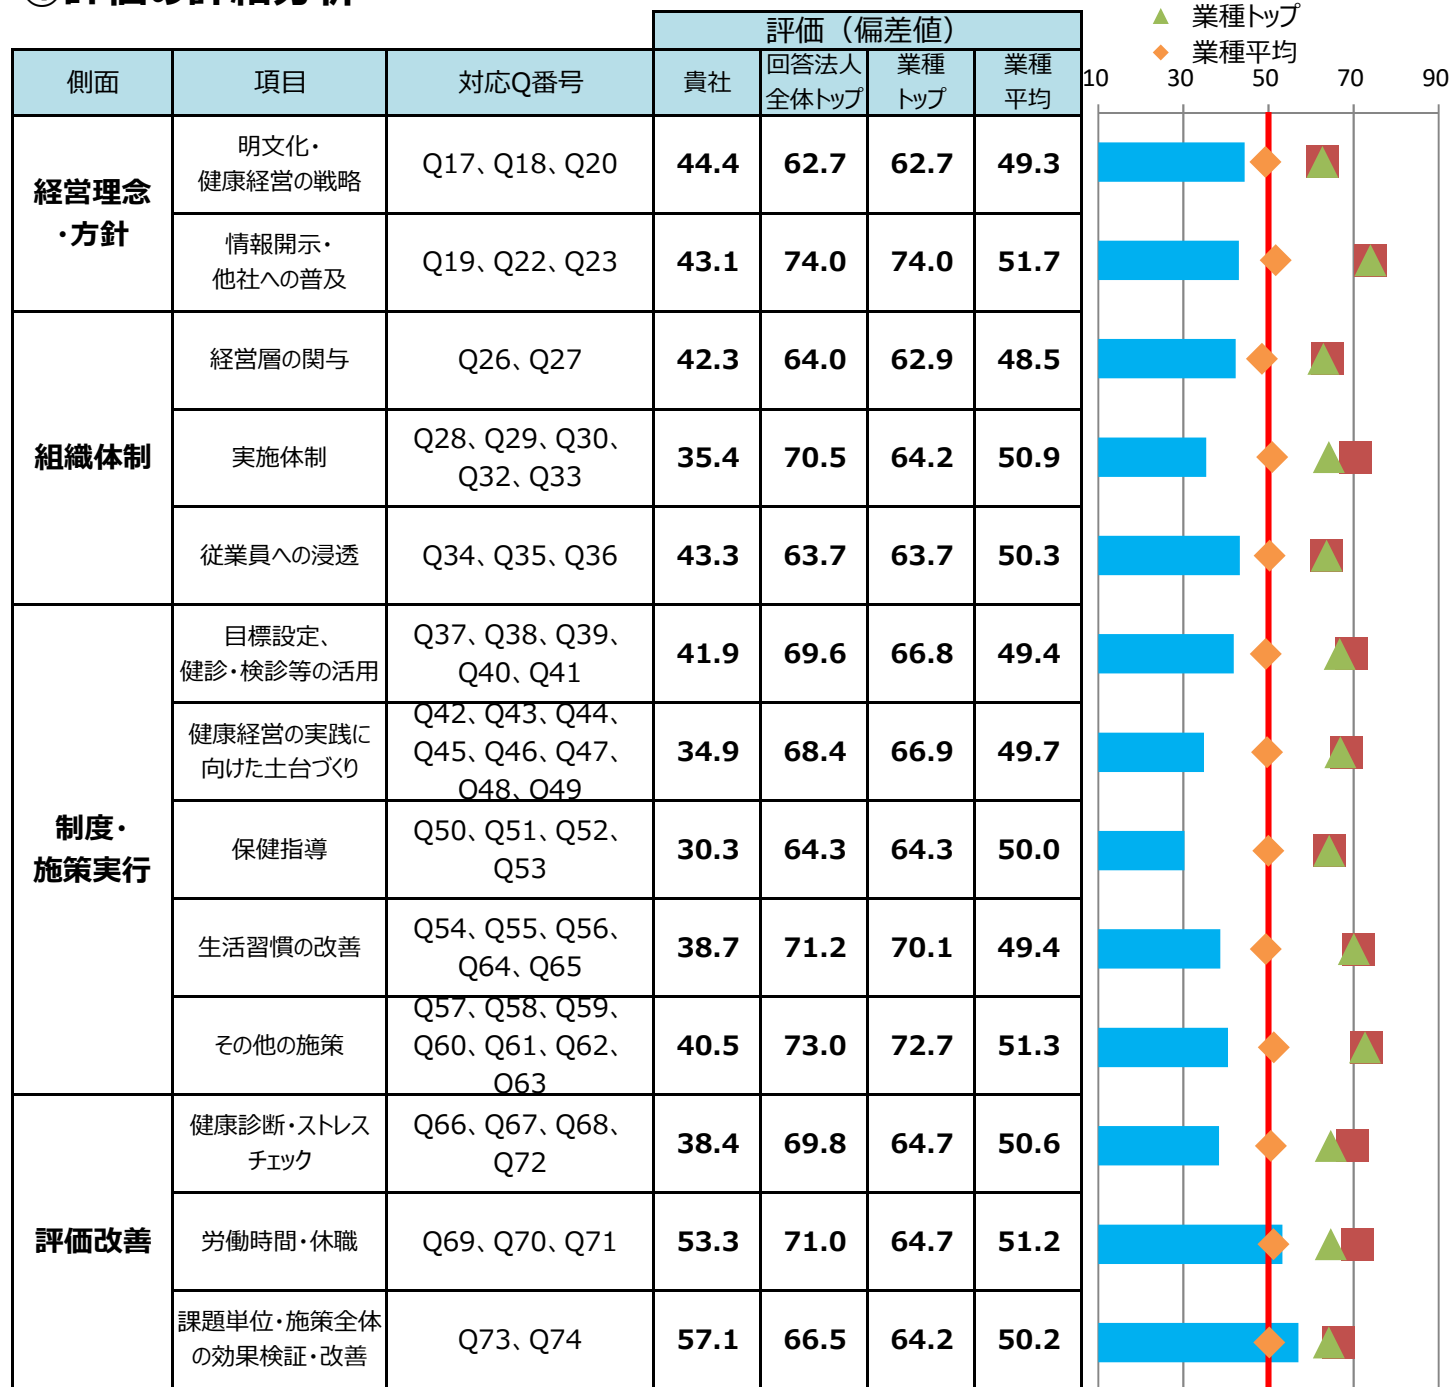 ①評価の詳細分析
▲ 業種トップ
◆ 業種平均
評価（偏差値）
側面 項目 対応Q番号 貴社 回答法人 業種 業種
全体トップ トップ 平均
10 30 50 70 90
経営理念
・方針
明文化・
健康経営の戦略
Q17、Q18、Q20 44.4 62.7 62.7 49.3
情報開示・
他社への普及
Q19、Q22、Q23 43.1 74.0 74.0 51.7
組織体制
経営層の関与 Q26、Q27 42.3 64.0 62.9 48.5
実施体制
Q28、Q29、Q30、
Q32、Q33
35.4 70.5 64.2 50.9
従業員への浸透 Q34、Q35、Q36 43.3 63.7 63.7 50.3
制度・
施策実行
目標設定、
健診・検診等の活用
Q37、Q38、Q39、
Q40、Q41
41.9 69.6 66.8 49.4
健康経営の実践に
向けた土台づくり
Q42、Q43、Q44、
Q45、Q46、Q47、
Q48、Q49
34.9 68.4 66.9 49.7
保健指導
Q50、Q51、Q52、
Q53
30.3 64.3 64.3 50.0
生活習慣の改善
Q54、Q55、Q56、
Q64、Q65
38.7 71.2 70.1 49.4
その他の施策
Q57、Q58、Q59、
Q60、Q61、Q62、
Q63
40.5 73.0 72.7 51.3
評価改善
健康診断・ストレス
チェック
Q66、Q67、Q68、
Q72
38.4 69.8 64.7 50.6
労働時間・休職 Q69、Q70、Q71 53.3 71.0 64.7 51.2
課題単位・施策全体
の効果検証・改善
Q73、Q74 57.1 66.5 64.2 50.2